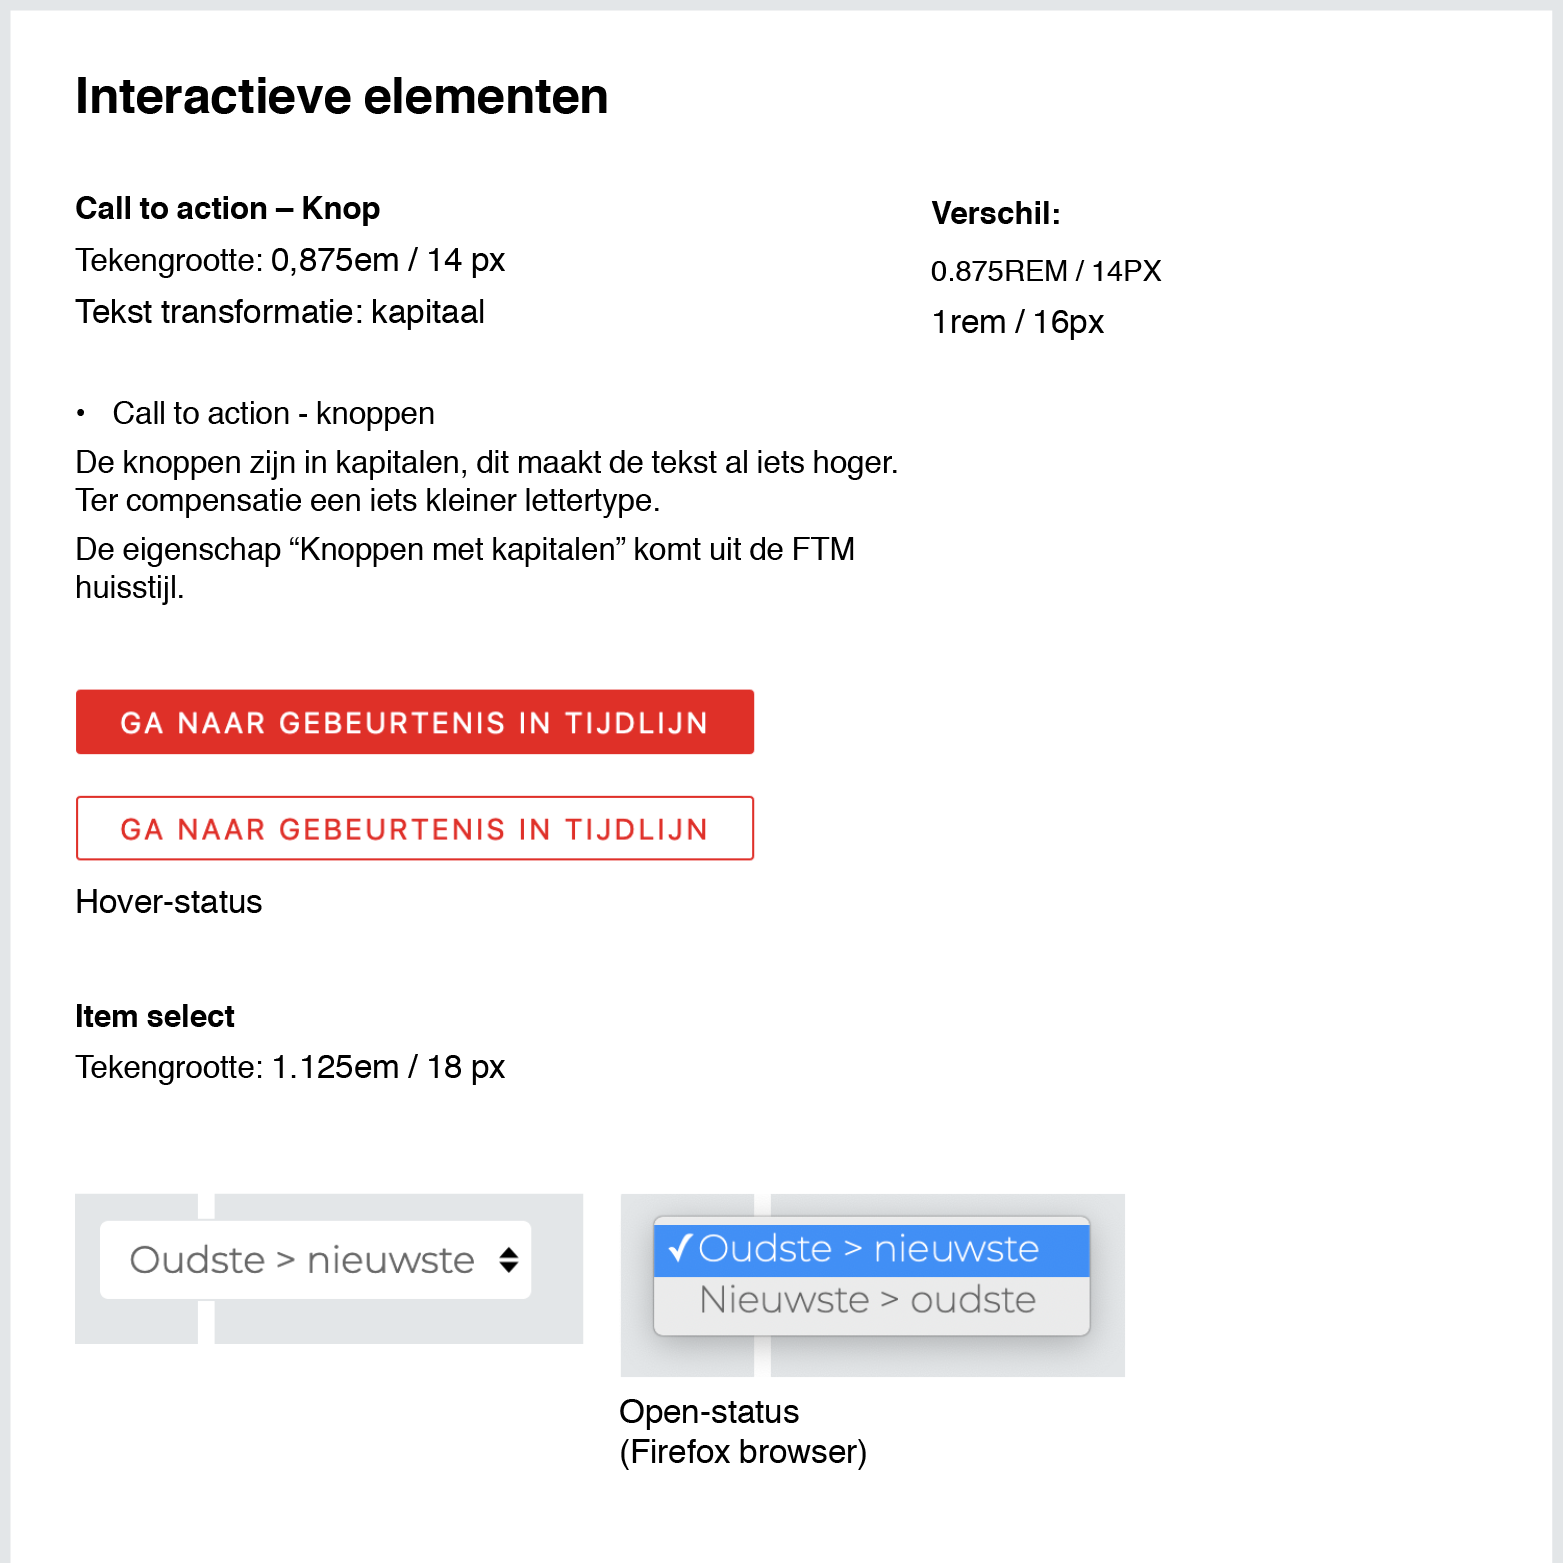 Interactieve elementen
Call to action – Knop
Tekengrootte: 0,875em / 14 px
Tekst transformatie: kapitaal
Verschil:
0.875REM / 14PX
1rem / 16px
• Call to action - knoppen
De knoppen zijn in kapitalen, dit maakt de tekst al iets hoger.
Ter compensatie een iets kleiner lettertype.
De eigenschap “Knoppen met kapitalen” komt uit de FTM
huisstijl.
GA NAAR GEBEURTENIS IN TIJDLIJN
GA NAAR GEBEURTENIS IN TIJDLIJN
Hover-status
Item select
Tekengrootte: 1.125em / 18 px
Oudste > nieuwste
✓Oudste > nieuwste
Nieuwste > oudste
Open-status
(Firefox browser)